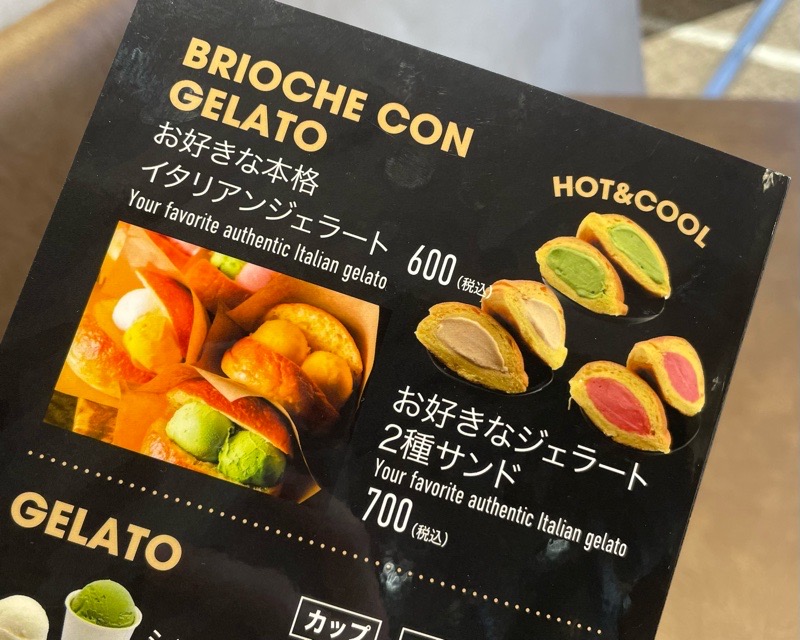 BRIOCHE CON
GELATO
お好きな本格
イタリアンジェラート
Your favorite authentic Italian gelato
600 (税込)
HOT&COOL
お好きなジェラート
2種サンド
Your favorite authentic Italian gelato
700 (税込)
GELATO
カップ